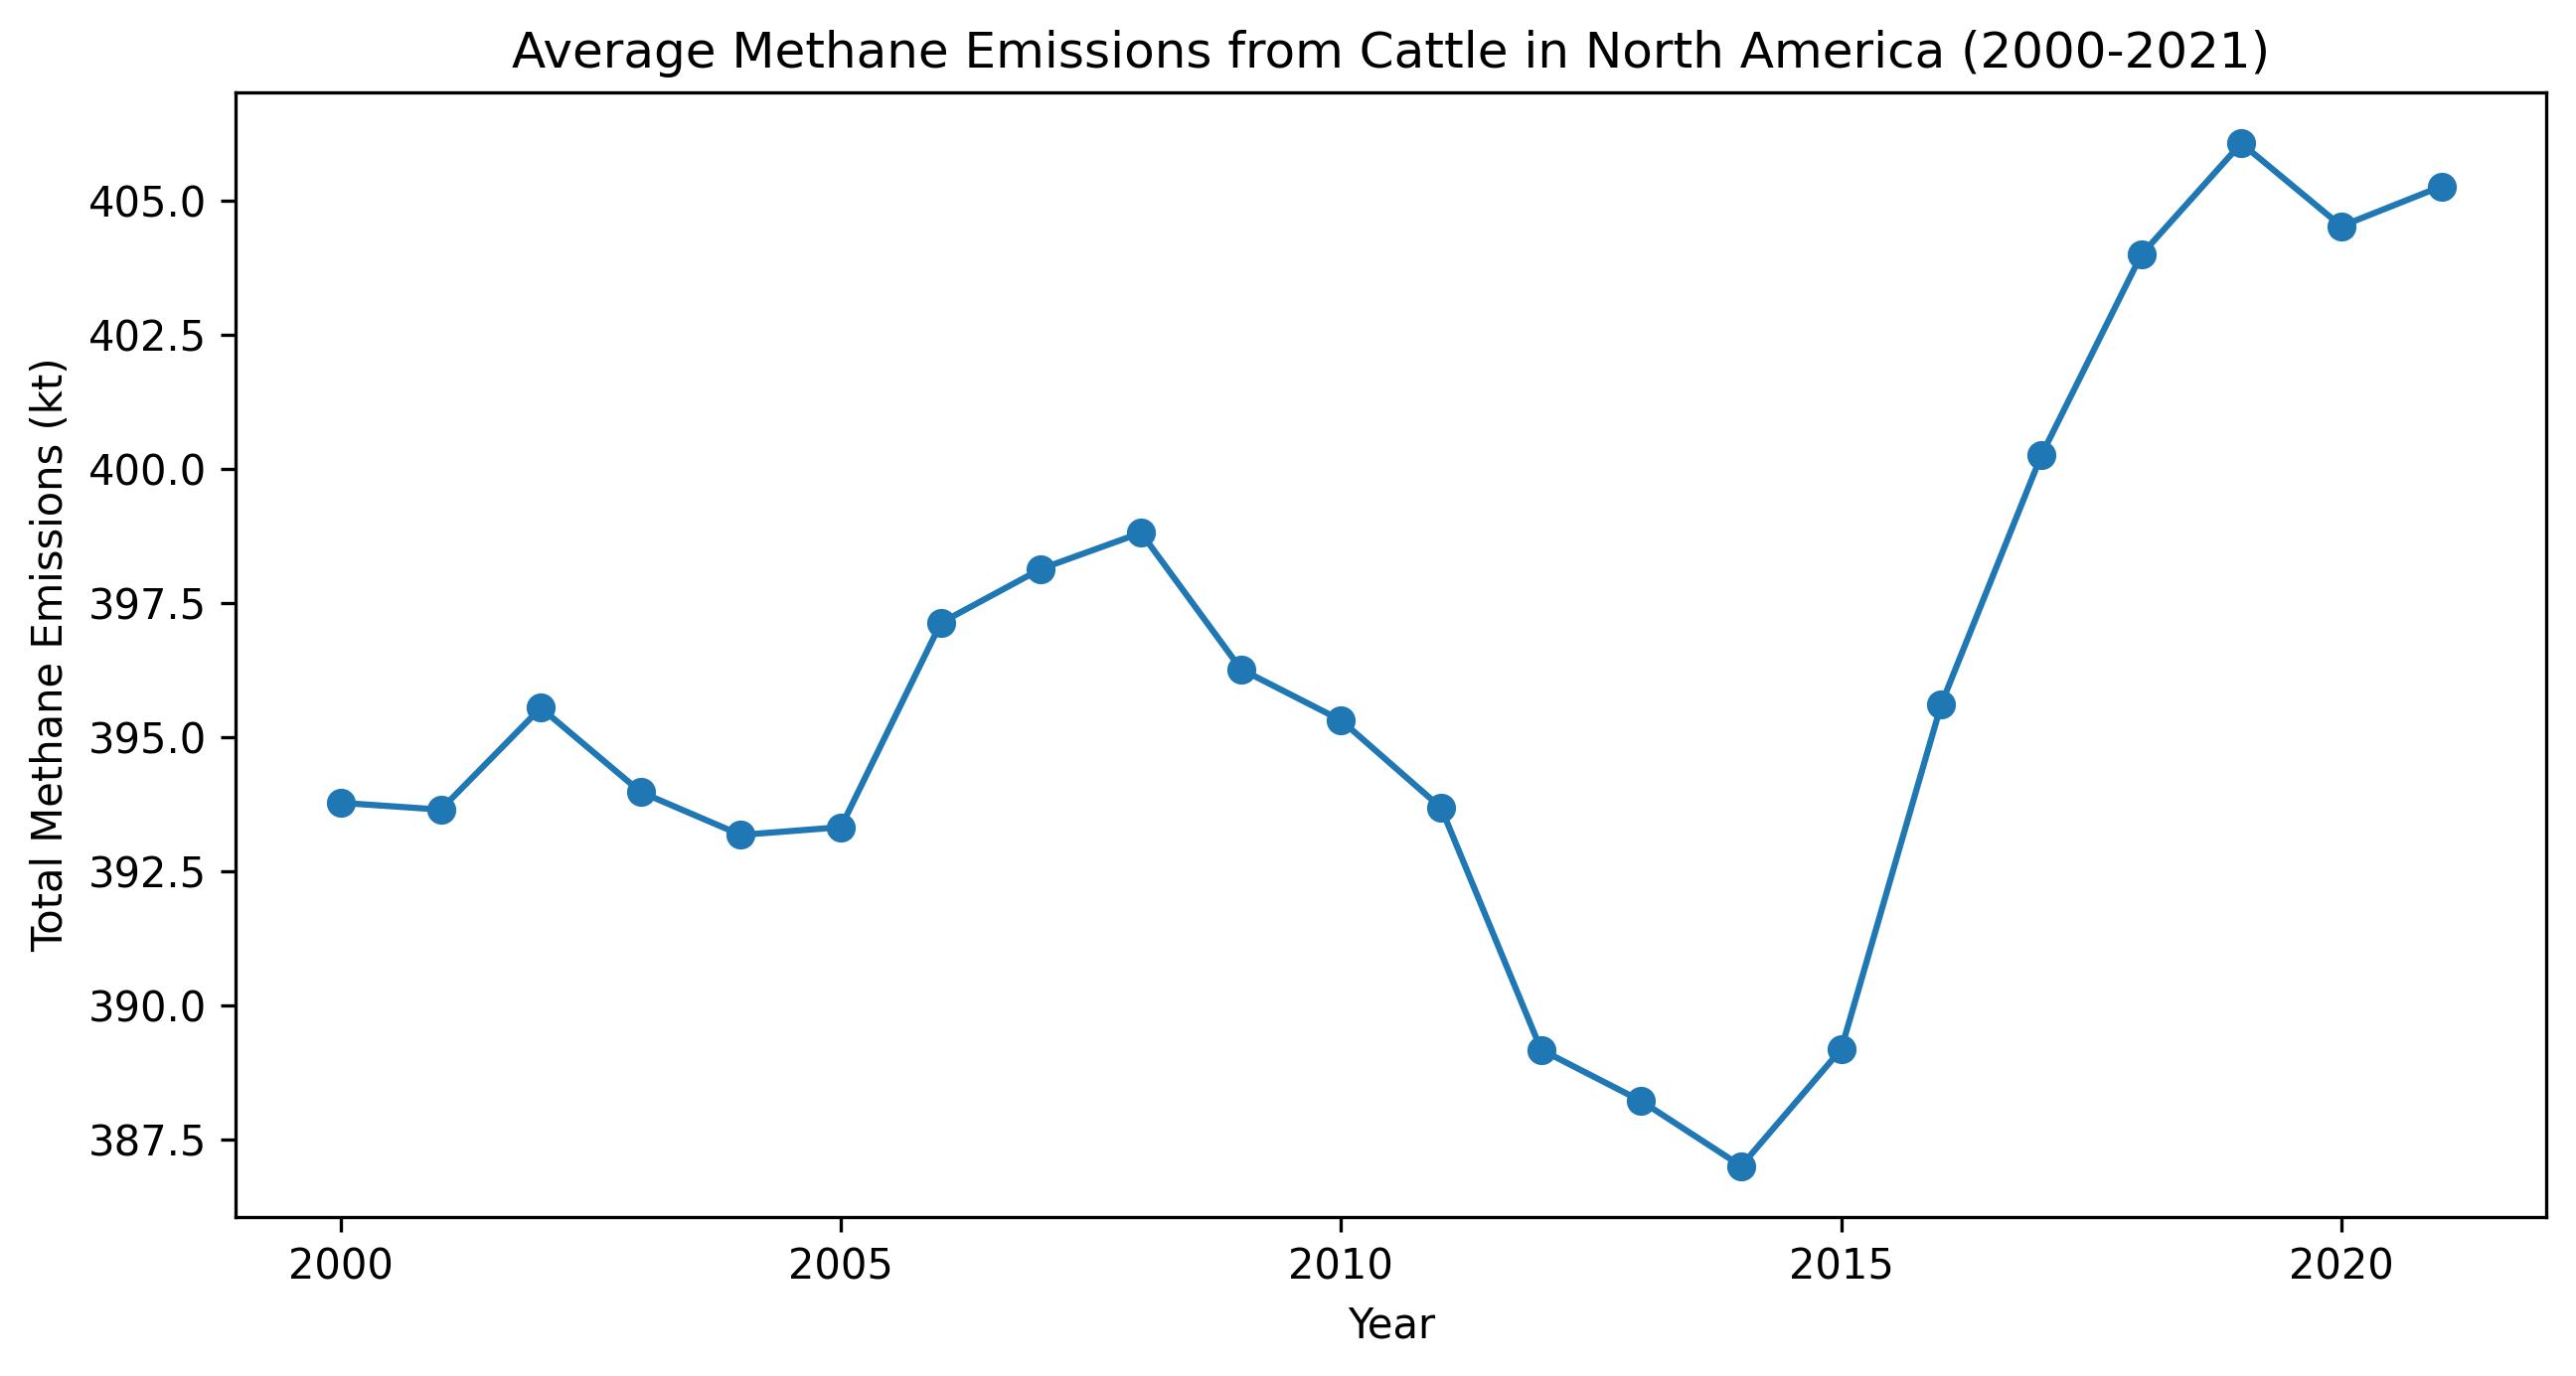 Average Methane Emissions from Cattle in North America (2000-2021)
Total Methane Emissions (kt)
405.0
402.5
400.0
397.5
395.0
392.5
390.0
387.5
2000 2005 2010 2015 2020
Year